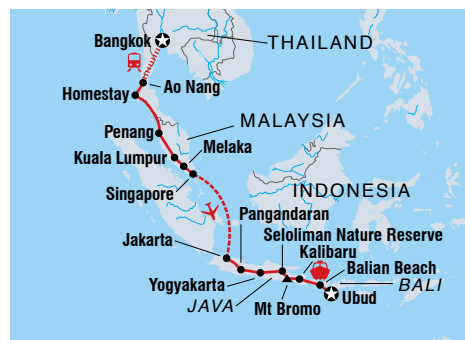 Bangkok
THAILAND
Ao Nang
Homestay
MALAYSIA
Penang
Melaka
Kuala Lumpur
INDONESIA
Singapore
Pangandaran
Seloliman Nature Reserve
Jakarta
Kalibaru
Balian Beach
Yogyakarta
BALI
JAVA
Mt Bromo
Ubud